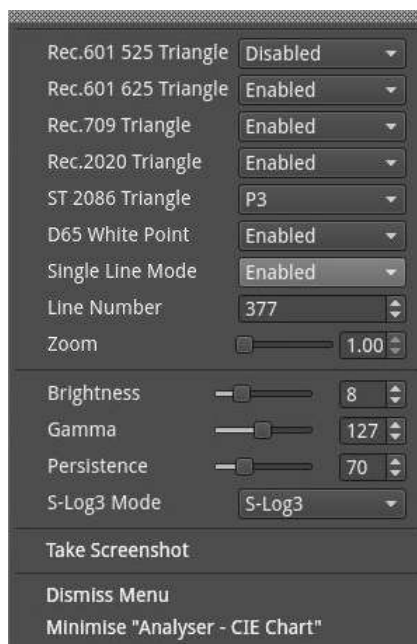 Rec.601 525 Triangle Disabled
Rec.601 625 Triangle Enabled
Rec.709 Triangle Enabled
Rec.2020 Triangle Enabled
ST 2086 Triangle P3
D65 White Point Enabled
Single Line Mode Enabled
Line Number 377
Zoom 1.00
Brightness 8
Gamma 127
Persistence 70
S-Log3 Mode S-Log3
Take Screenshot
Dismiss Menu
Minimise "Analyser - CIE Chart"